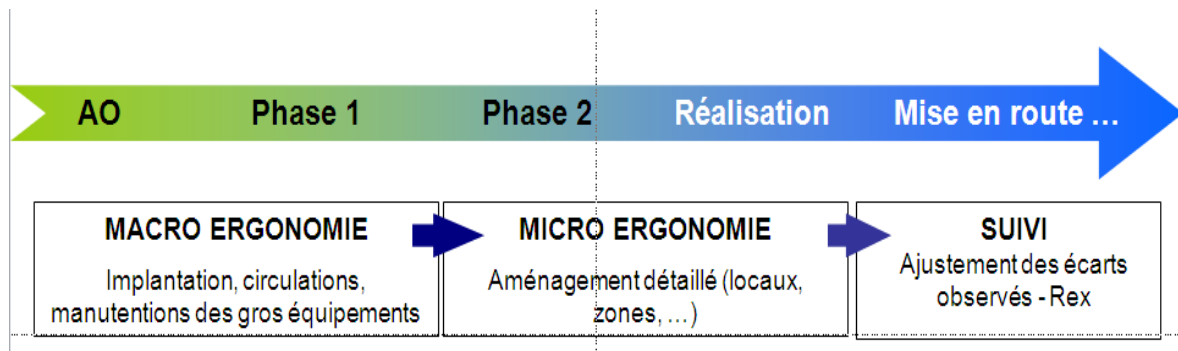 AO Phase 1 Phase 2 Réalisation Mise en route ...
MACRO ERGONOMIE
Implantation, circulations,
manutentions des gros équipements
MICRO ERGONOMIE
Aménagement détaillé (locaux,
zones, ...)
SUIVI
Ajustement des écarts
observés - Rex